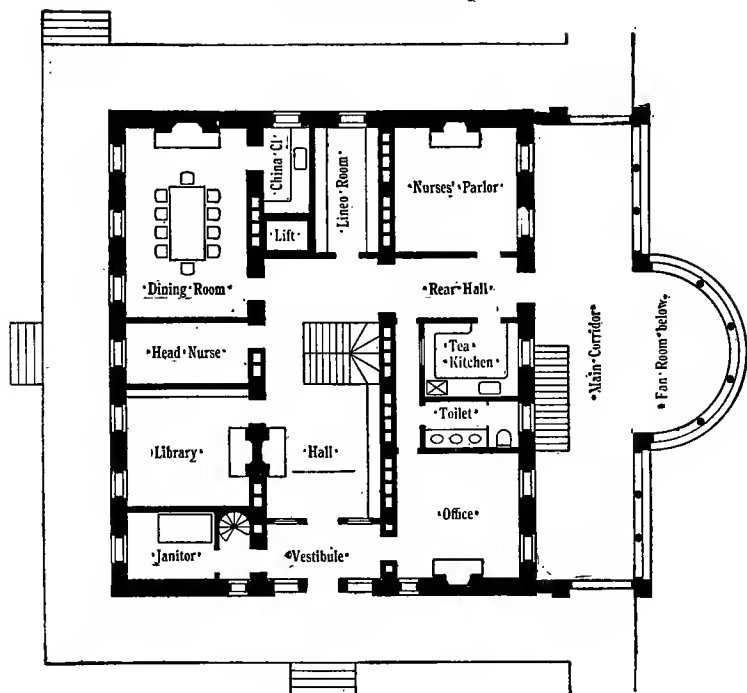 China Cl
Lineo Room
Nurses' Parlor
Lift
Dining Room
Rear Hall
Main Corridor
Fan Room below
Head Nurse
Tea
Kitchen
Toilet
Library
Hall
Office
Janitor
Vestibule